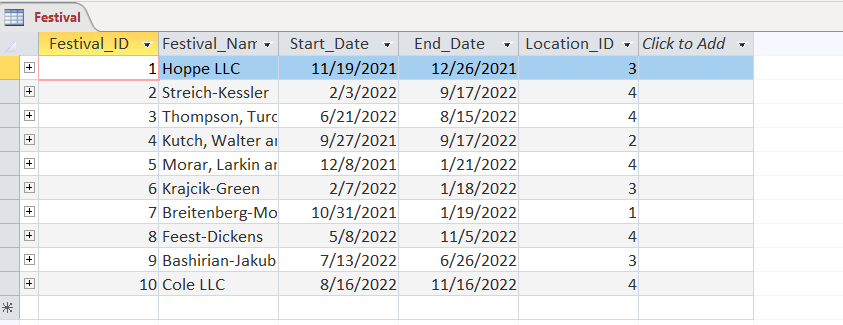 Festival
Festival_ID Festival_Nam Start_Date End_Date Location_ID Click to Add
1 Hoppe LLC 11/19/2021 12/26/2021 3
2 Streich-Kessler 2/3/2022 9/17/2022 4
3 Thompson, Turc 6/21/2022 8/15/2022 4
4 Kutch, Walter a 9/27/2021 9/17/2022 2
5 Morar, Larkin a 12/8/2021 1/21/2022 4
6 Krajcik-Green 2/7/2022 1/18/2022 3
7 Breitenberg-Mo 10/31/2021 1/19/2022 1
8 Feest-Dickens 5/8/2022 11/5/2022 4
9 Bashirian-Jakub 7/13/2022 6/26/2022 3
10 Cole LLC 8/16/2022 11/16/2022 4